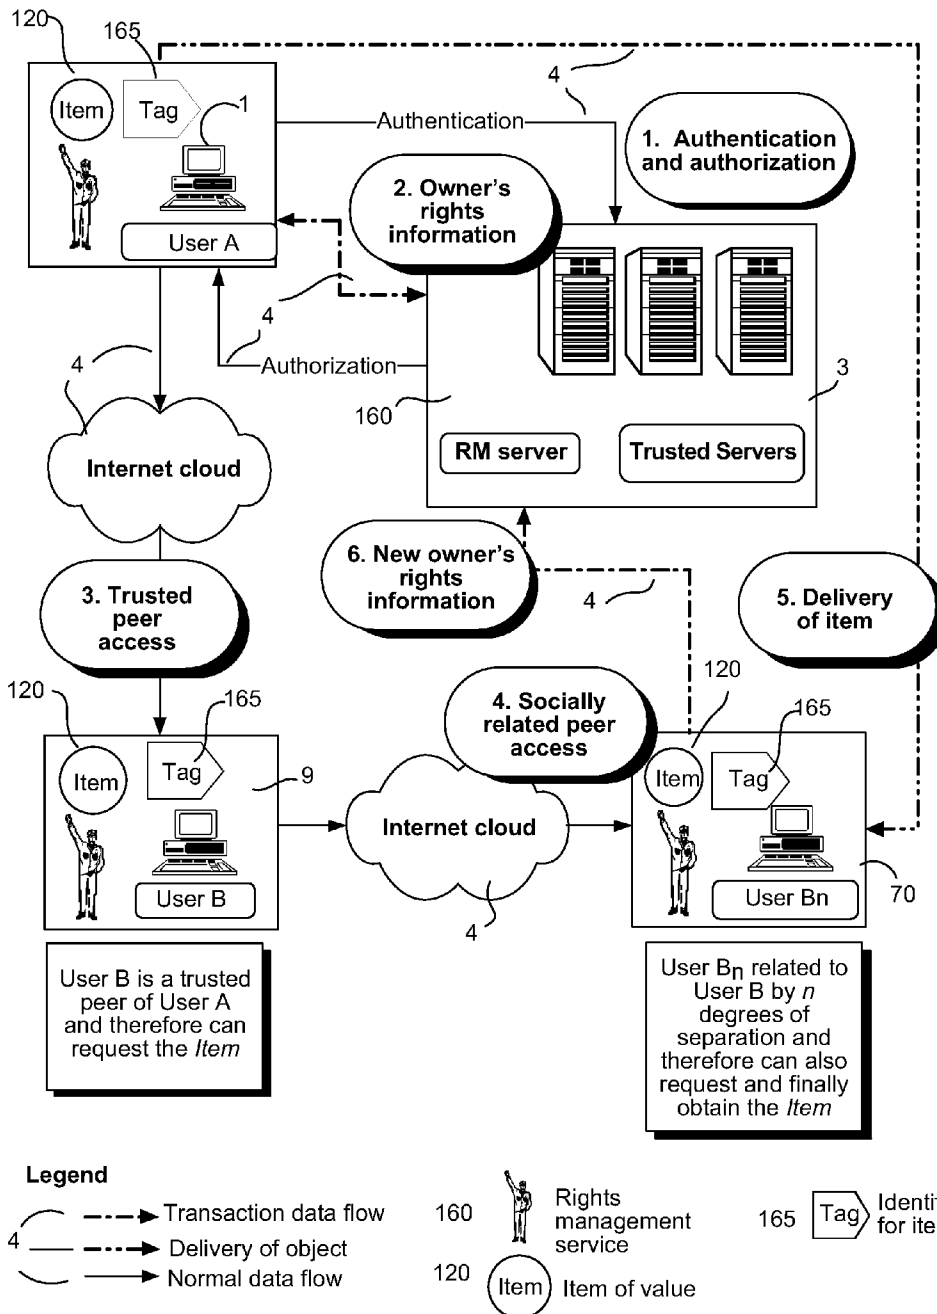 120
165
4
Item
Tag
1
Authentication
1. Authentication
and authorization
2. Owner's
rights
information
User A
4
4
4
Authorization
3
160
Internet cloud
RM server
Trusted Servers
6. New owner's
rights
information
3. Trusted
peer
access
4
5. Delivery
of item
120
165
4. Socially
related peer
access
120
165
Item
Tag
9
Item
Tag
Internet cloud
User B
4
User Bn
70
User B is a trusted
peer of User A
and therefore can
request the Item
User Bn related to
User B by n
degrees of
separation and
therefore can also
request and finally
obtain the Item
Legend
4
Transaction data flow
Delivery of object
Normal data flow
160
Rights
management
service
120
Item
Item of value
165
Tag